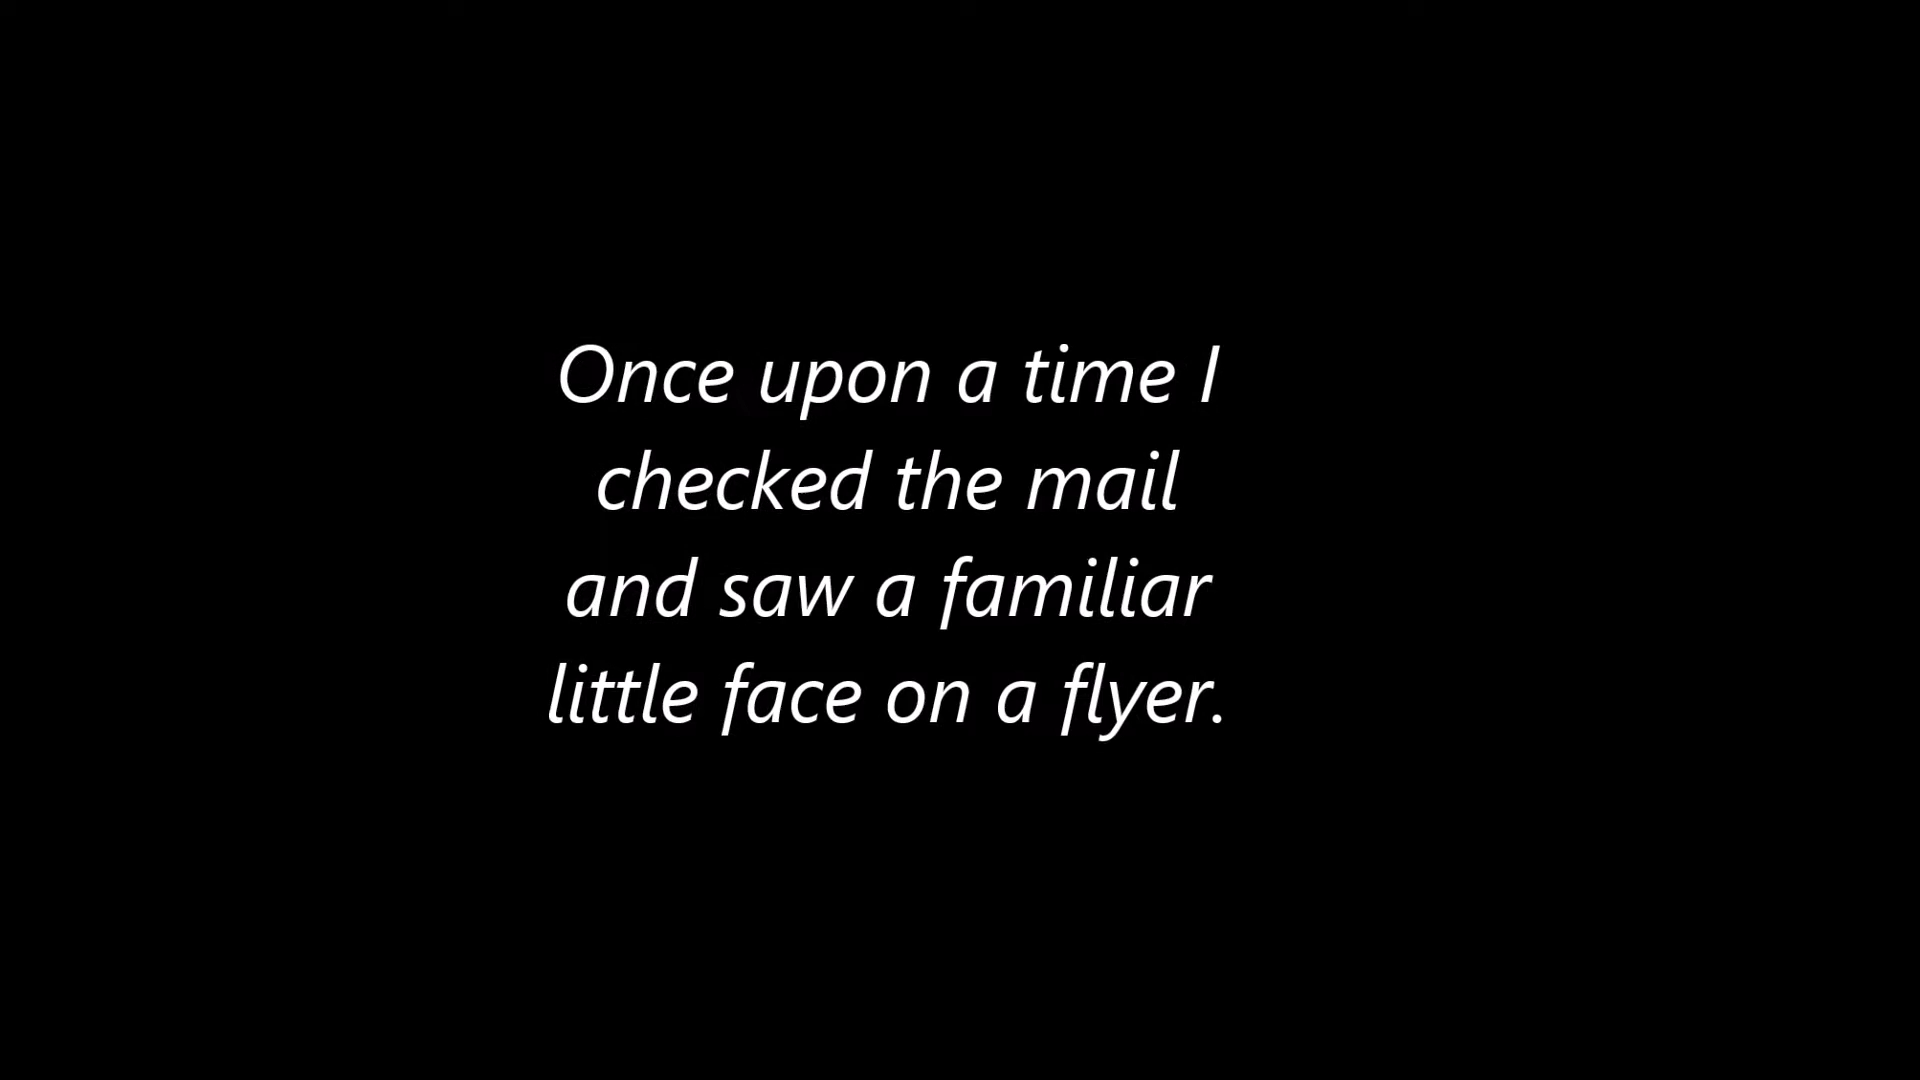 Once upon a time I
checked the mail
and saw a familiar
little face on a flyer.